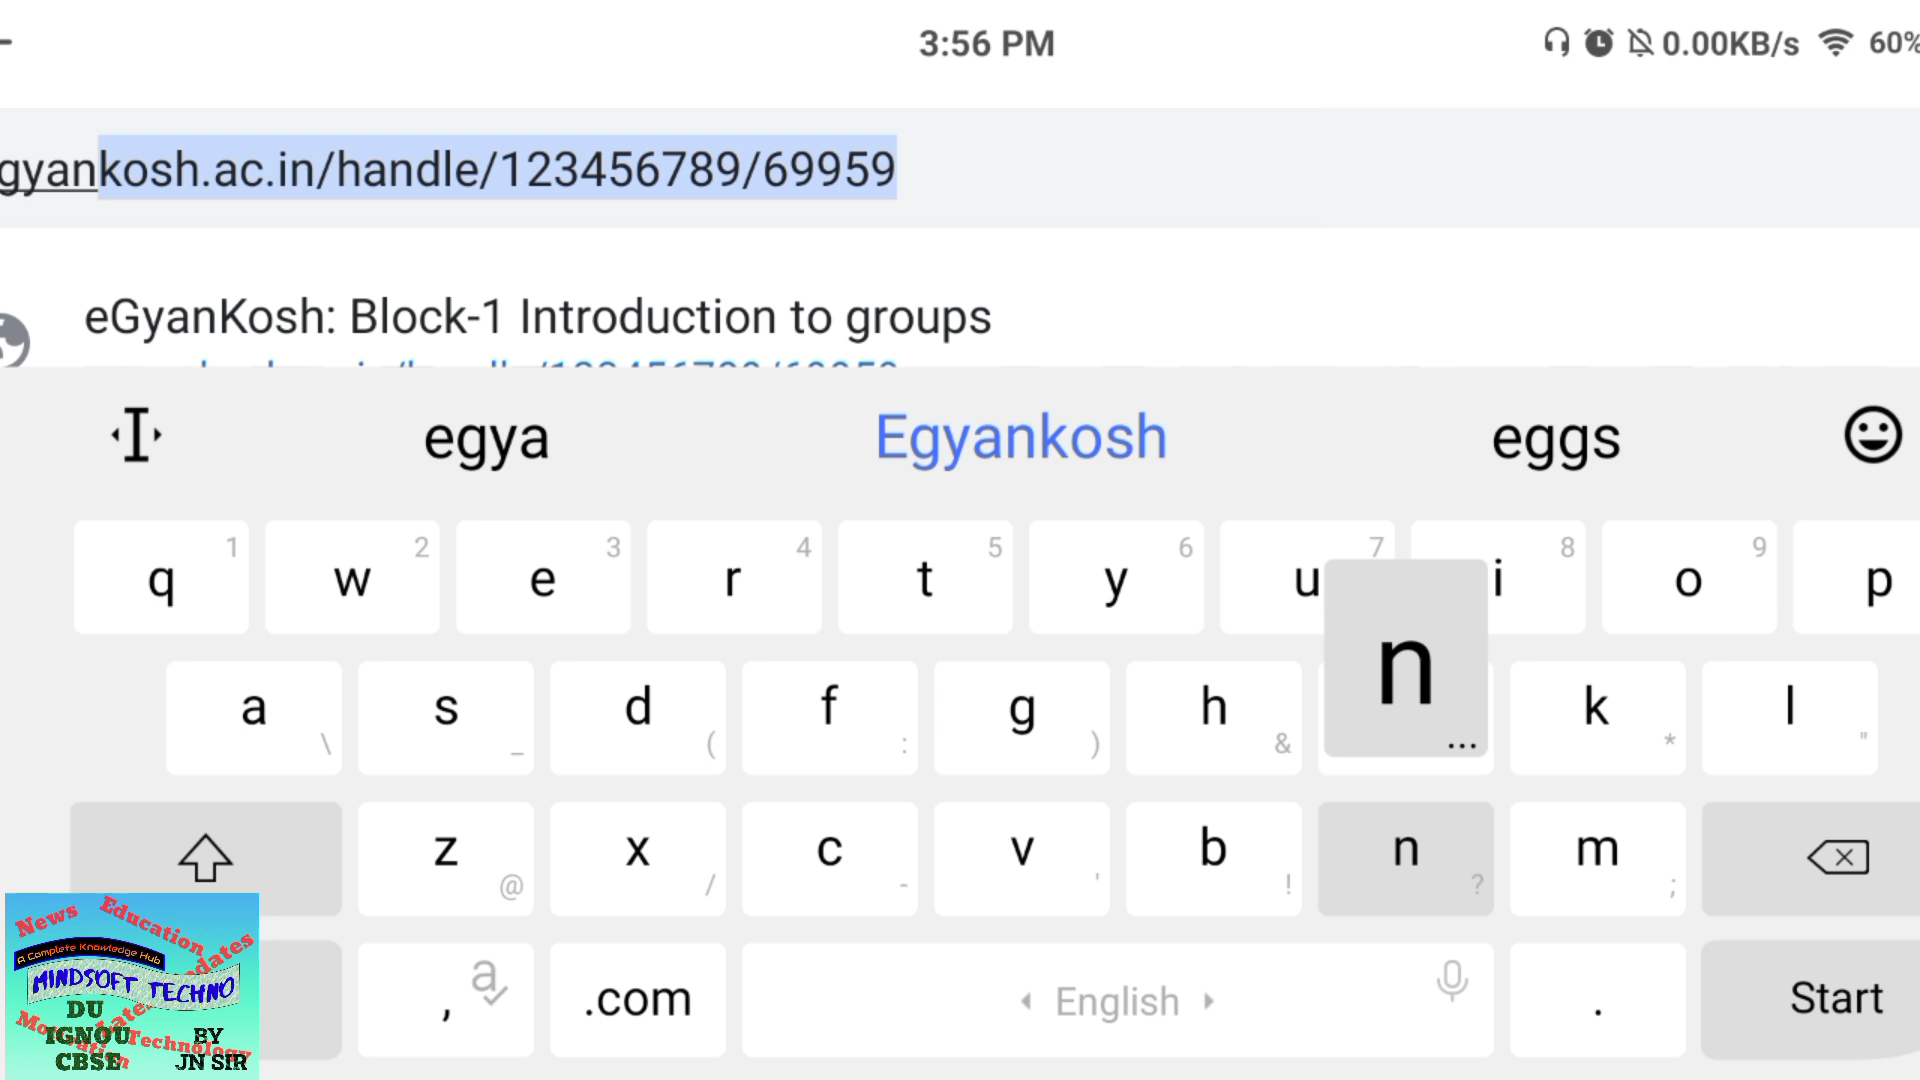 3:56 PM
0.00KB/s
60%
gyankosh.ac.in/handle/123456789/69959
eGyanKosh: Block-1 Introduction to groups
egya Egyankosh eggs
q 1 w 2 e 3 r 4 t 5 y 6 u 7 i 8 o 9 p
n ...
a \ s _ d ( f : g ) h & k * l "
z @ x / c - v ' b ! n ? m ;
, a .com English . Start
News Education
A Complete Knowledge Hub
MINDSOFT TECHNO
DU
IGNOU
CBSE
Technology
BY
JN SIR